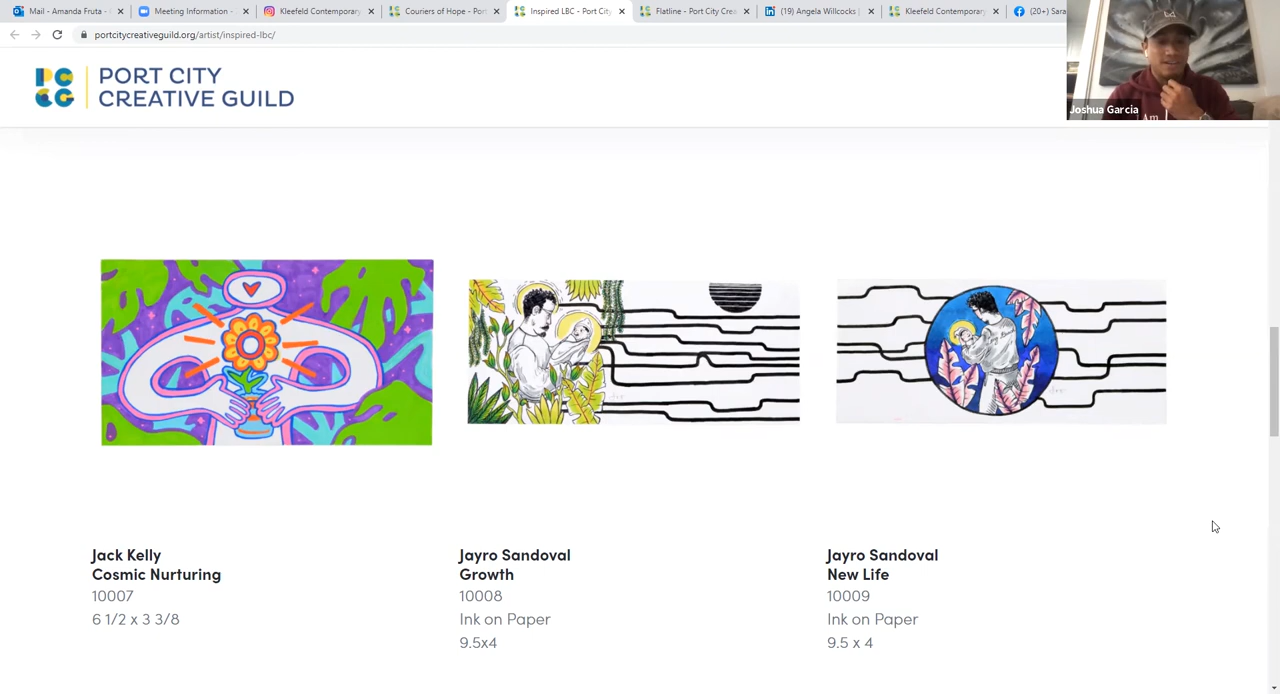 Mail - Amanda Fruta -
Meeting Information -
Kleefeld Contemporary
Couriers of Hope - Port
Inspired LBC - Port City
Flatline - Port City Crea
(19) Angela Willcocks |
Kleefeld Contemporary
(20+) Sara
portcitycreativeguild.org/artist/inspired-lbc/
PORT CITY
CREATIVE GUILD
Am
Joshua Garcia
Jack Kelly
Cosmic Nurturing
10007
6 1/2 x 3 3/8
Jayro Sandoval
Growth
10008
Ink on Paper
9.5x4
Jayro Sandoval
New Life
10009
Ink on Paper
9.5 x 4